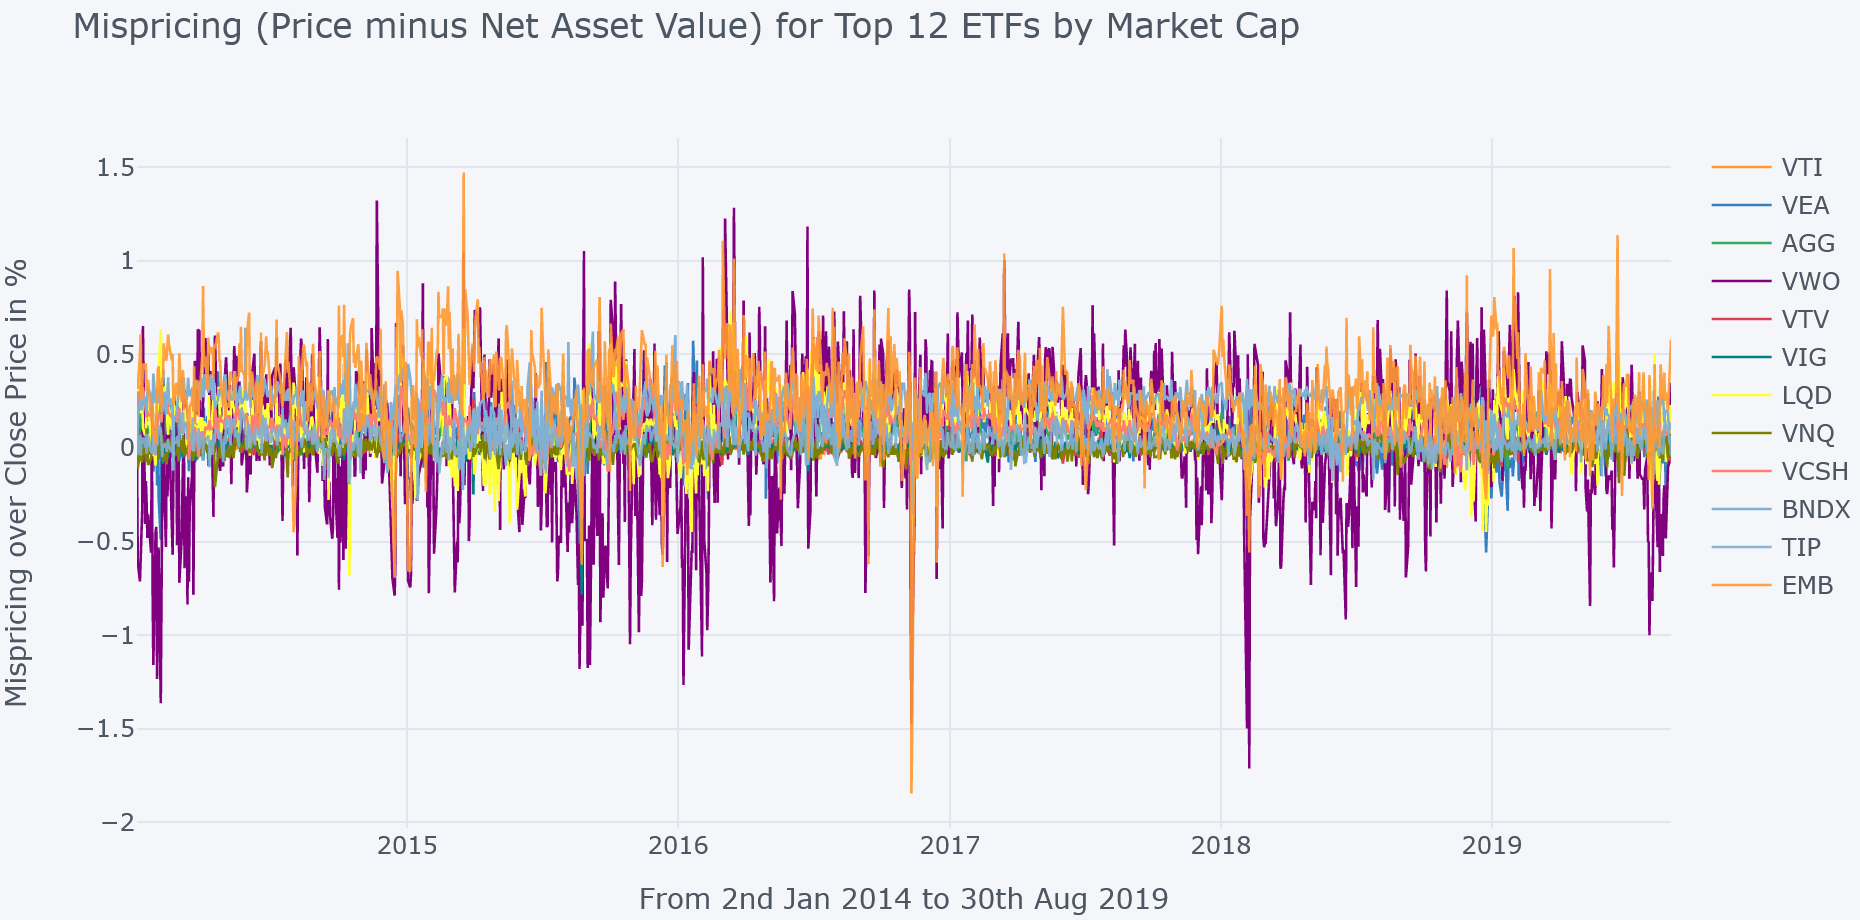 Mispricing (Price minus Net Asset Value) for Top 12 ETFs by Market Cap
Mispricing over Close Price in %
1.5
1
0.5
0
−0.5
−1
−1.5
−2
2015
2016
2017
2018
2019
From 2nd Jan 2014 to 30th Aug 2019
VTI
VEA
AGG
VWO
VTV
VIG
LQD
VNQ
VCSH
BNDX
TIP
EMB